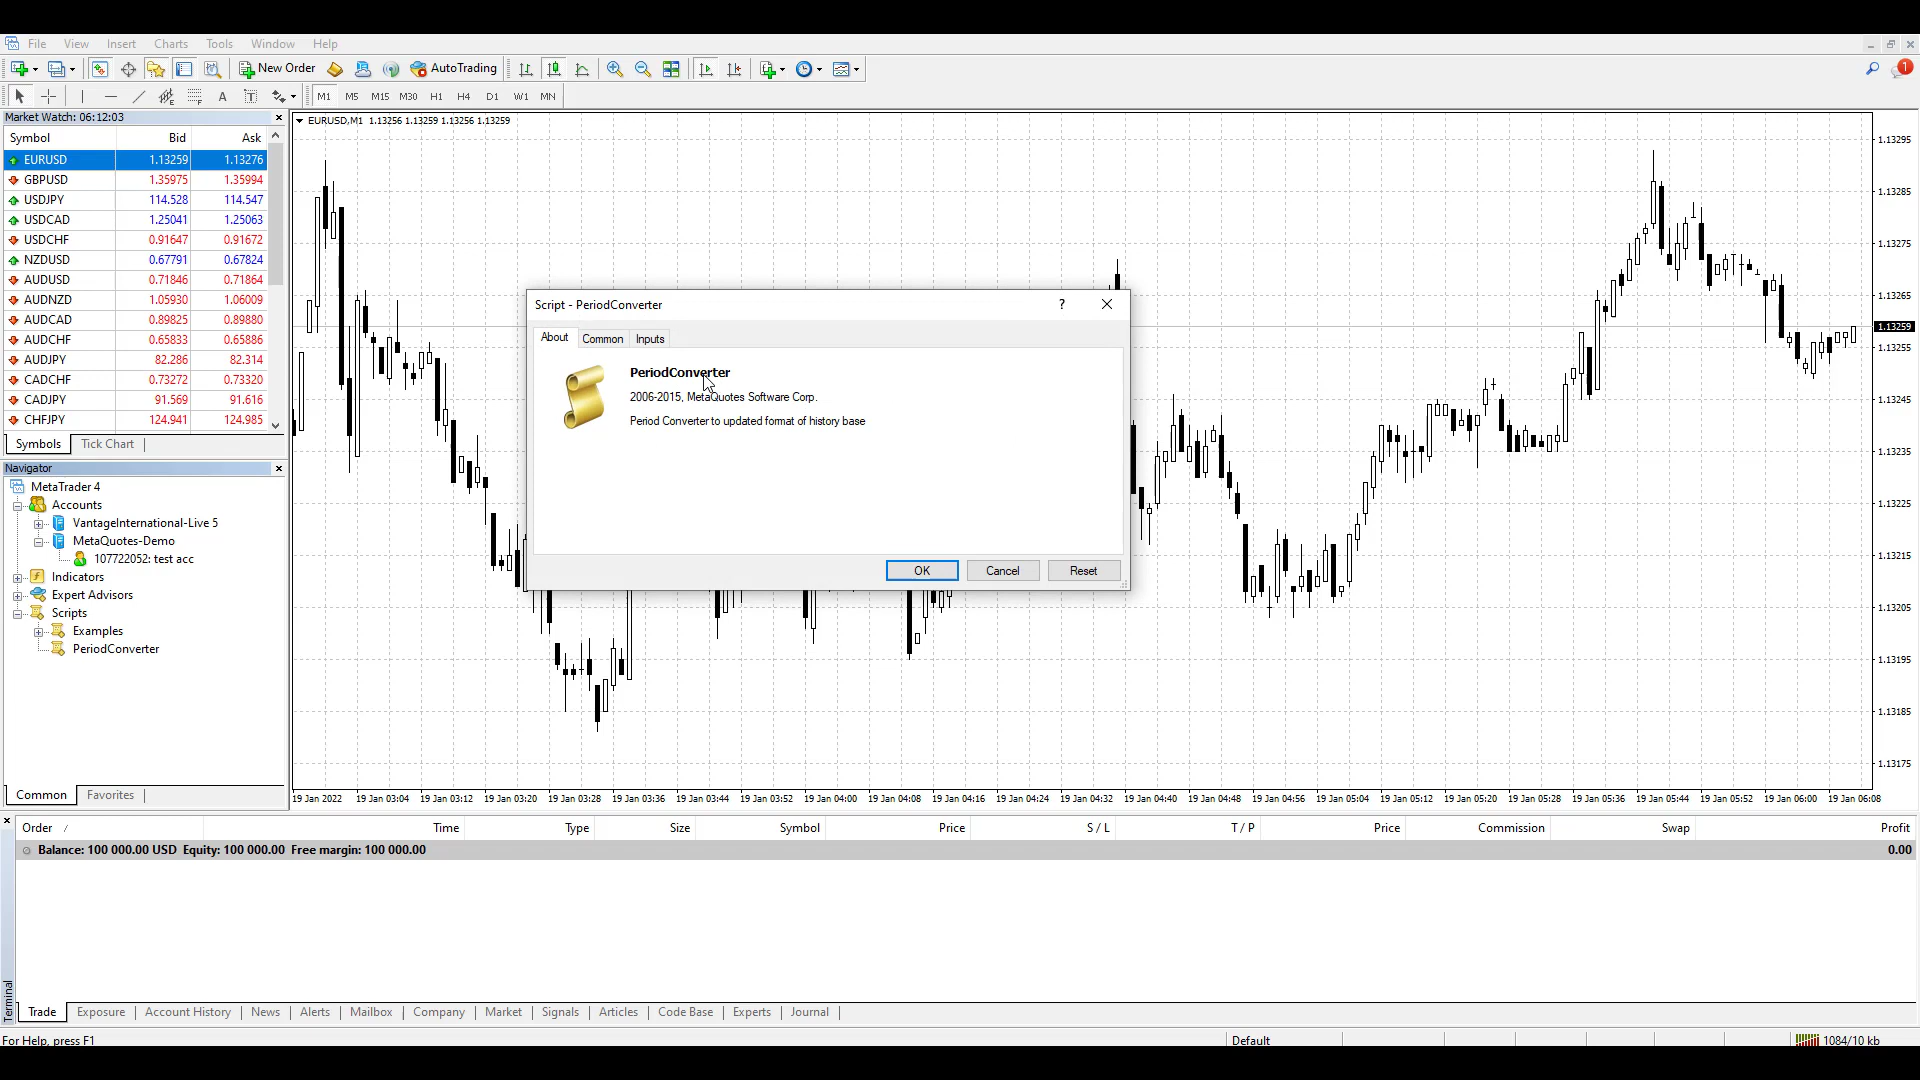 File View Insert Charts Tools Window Help
New Order AutoTrading 1
A T M1 M5 M15 M30 H1 H4 D1 W1 MN
Market Watch: 06:12:03
Symbol Bid Ask
EURUSD 1.13259 1.13276
GBPUSD 1.35975 1.35994
USDJPY 114.528 114.547
USDCAD 1.25041 1.25063
USDCHF 0.91647 0.91672
NZDUSD 0.67791 0.67824
AUDUSD 0.71846 0.71864
AUDNZD 1.05930 1.06009
AUDCAD 0.89825 0.89880
AUDCHF 0.65833 0.65886
AUDJPY 82.286 82.314
CADCHF 0.73272 0.73320
CADJPY 91.569 91.616
CHFJPY 124.941 124.985
Symbols Tick Chart
Navigator
MetaTrader 4
Accounts
VantageInternational-Live 5
MetaQuotes-Demo
107722052: test acc
Indicators
Expert Advisors
Scripts
Examples
PeriodConverter
Common Favorites
EURUSD,M1 1.13256 1.13259 1.13256 1.13259
1.13295
1.13285
1.13275
1.13265
1.13259
1.13255
1.13245
1.13235
1.13225
1.13215
1.13205
1.13195
1.13185
1.13175
Script - PeriodConverter ?
About Common Inputs
PeriodConverter
2006-2015, MetaQuotes Software Corp.
Period Converter to updated format of history base
OK Cancel Reset
19 Jan 2022 19 Jan 03:04 19 Jan 03:12 19 Jan 03:20 19 Jan 03:28 19 Jan 03:36 19 Jan 03:44 19 Jan 03:52 19 Jan 04:00 19 Jan 04:08 19 Jan 04:16 19 Jan 04:24 19 Jan 04:32 19 Jan 04:40 19 Jan 04:48 19 Jan 04:56 19 Jan 05:04 19 Jan 05:12 19 Jan 05:20 19 Jan 05:28 19 Jan 05:36 19 Jan 05:44 19 Jan 05:52 19 Jan 06:00 19 Jan 06:08
Order / Time Type Size Symbol Price S / L T / P Price Commission Swap Profit
Balance: 100 000.00 USD Equity: 100 000.00 Free margin: 100 000.00 0.00
Terminal
Trade Exposure Account History News Alerts Mailbox Company Market Signals Articles Code Base Experts Journal
For Help, press F1 Default 1084/10 kb